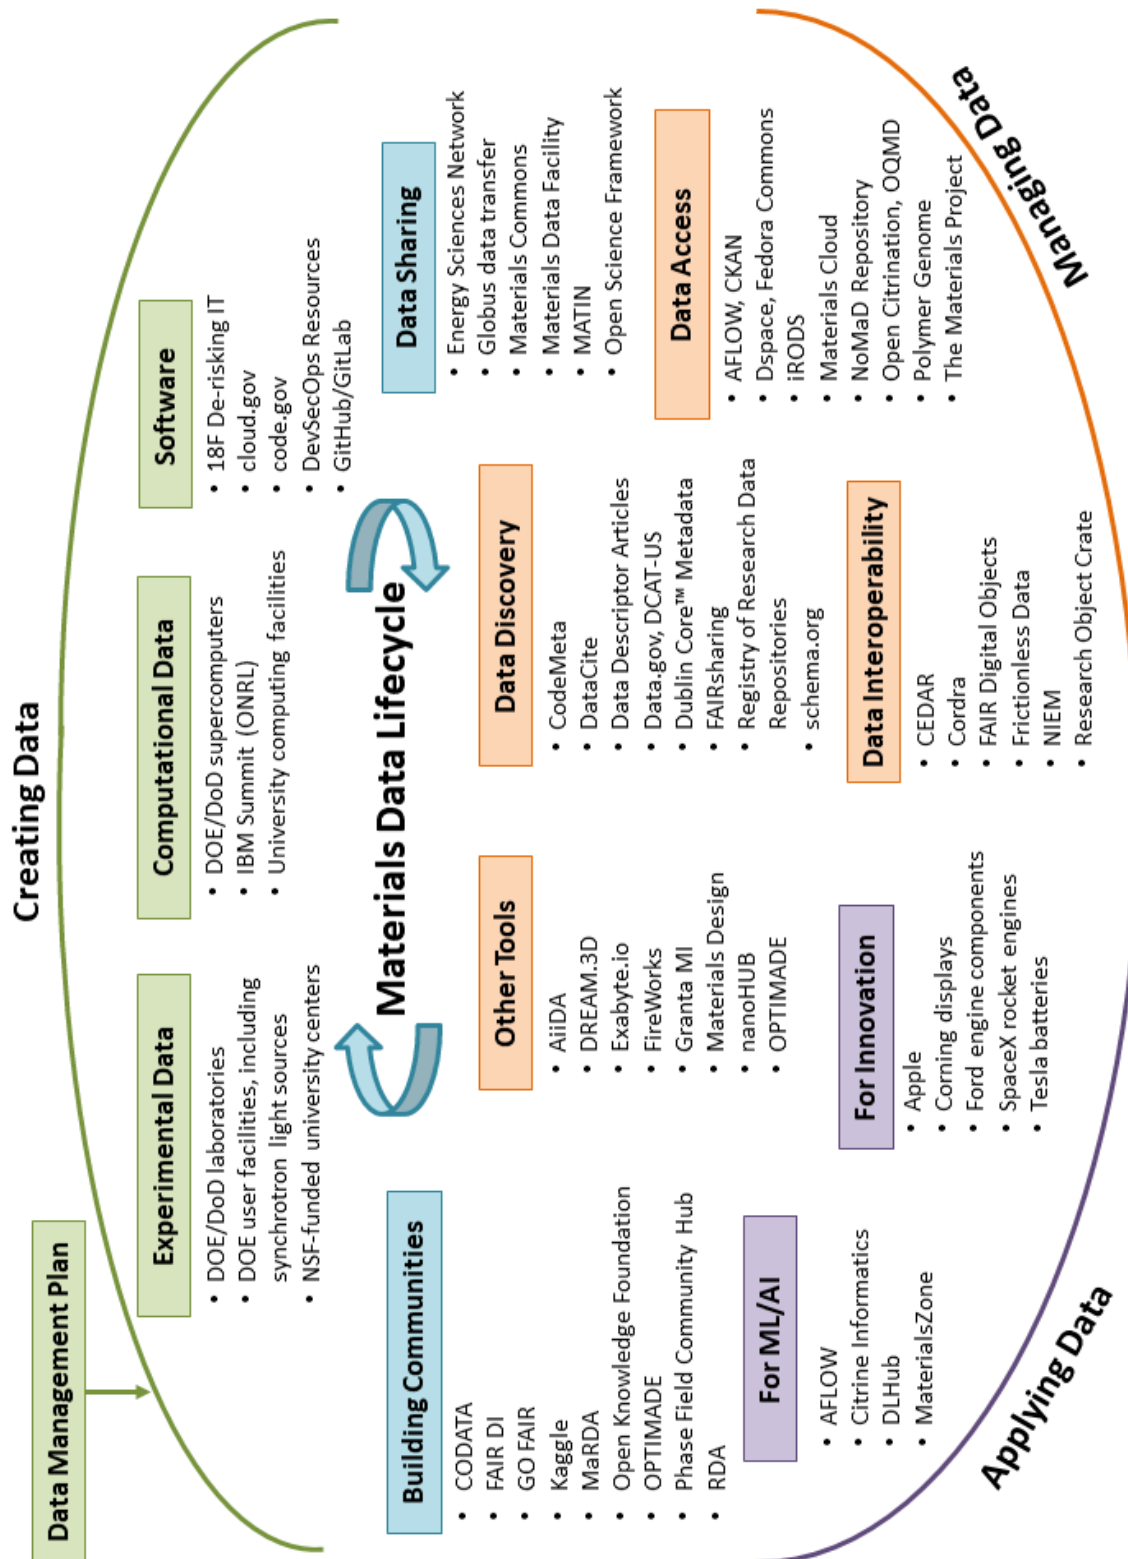 Creating Data
Data Management Plan
Experimental Data
• DOE/DoD laboratories
• DOE user facilities, including
synchrotron light sources
• NSF-funded university centers
Computational Data
• DOE/DoD supercomputers
• IBM Summit (ONRL)
• University computing facilities
Software
• 18F De-risking IT
• cloud.gov
• code.gov
• DevSecOps Resources
• GitHub/GitLab
Materials Data Lifecycle
Building Communities
• CODATA
• FAIR DI
• GO FAIR
• Kaggle
• MaRDA
• Open Knowledge Foundation
• OPTIMADE
• Phase Field Community Hub
• RDA
Other Tools
• AiiDA
• DREAM.3D
• Exabyte.io
• FireWorks
• Granta MI
• Materials Design
• nanoHUB
• OPTIMADE
Data Discovery
• CodeMeta
• DataCite
• Data Descriptor Articles
• Data.gov, DCAT-US
• Dublin Core™ Metadata
• FAIRsharing
• Registry of Research Data
Repositories
• schema.org
Data Sharing
• Energy Sciences Network
• Globus data transfer
• Materials Commons
• Materials Data Facility
• MATIN
• Open Science Framework
Data Access
• AFLOW, CKAN
• Dspace, Fedora Commons
• iRODS
• Materials Cloud
• NoMaD Repository
• Open Citrination, OQMD
• Polymer Genome
• The Materials Project
For ML/AI
• AFLOW
• Citrine Informatics
• DLHub
• MaterialsZone
For Innovation
• Apple
• Corning displays
• Ford engine components
• SpaceX rocket engines
• Tesla batteries
Data Interoperability
• CEDAR
• Cordra
• FAIR Digital Objects
• Frictionless Data
• NIEM
• Research Object Crate
Applying Data
Managing Data